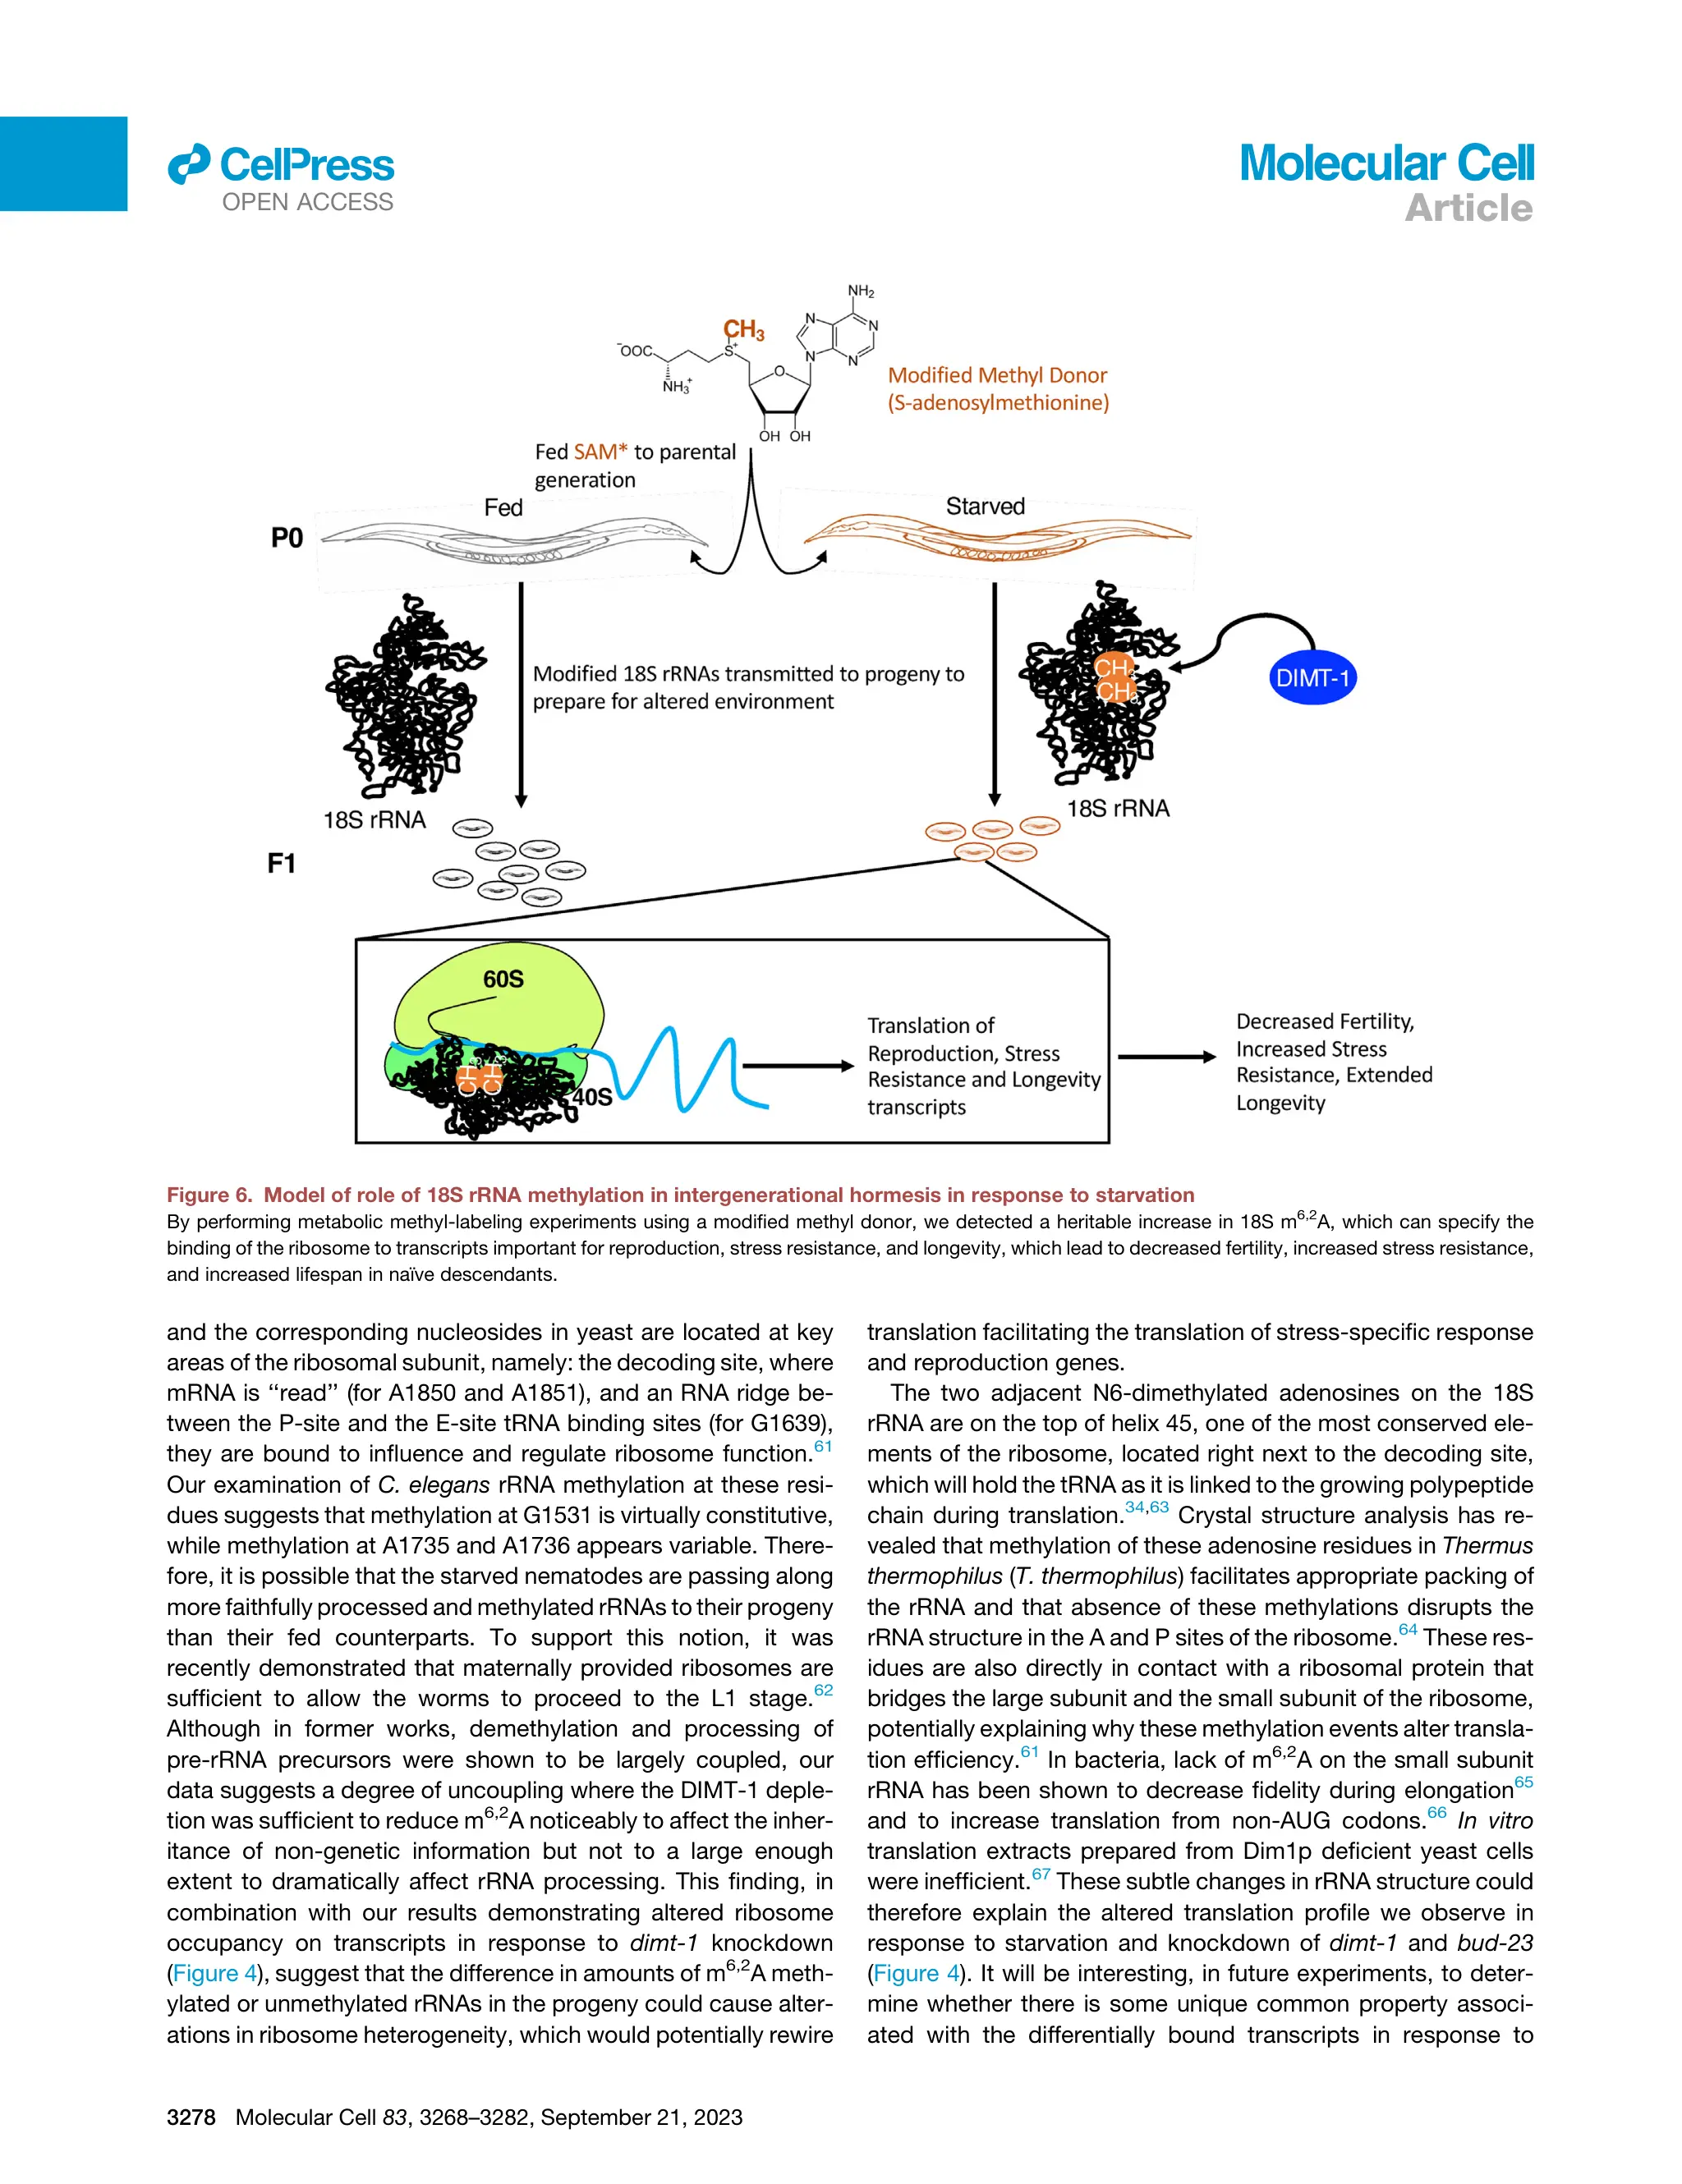 CellPress
OPEN ACCESS
Molecular Cell
Article
NH2
CH3
N
N
N
N
-OOC
S+
NH3+
O
OH OH
Modified Methyl Donor
(S-adenosylmethionine)
Fed SAM* to parental
generation
Fed
Starved
P0
CH3
CH3
DIMT-1
Modified 18S rRNAs transmitted to progeny to
prepare for altered environment
18S rRNA
18S rRNA
F1
60S
CH3
CH3
40S
Translation of
Reproduction, Stress
Resistance and Longevity
transcripts
Decreased Fertility,
Increased Stress
Resistance, Extended
Longevity
Figure 6. Model of role of 18S rRNA methylation in intergenerational hormesis in response to starvation
By performing metabolic methyl-labeling experiments using a modified methyl donor, we detected a heritable increase in 18S m6,2A, which can specify the
binding of the ribosome to transcripts important for reproduction, stress resistance, and longevity, which lead to decreased fertility, increased stress resistance,
and increased lifespan in naïve descendants.
and the corresponding nucleosides in yeast are located at key
areas of the ribosomal subunit, namely: the decoding site, where
mRNA is ‘‘read’’ (for A1850 and A1851), and an RNA ridge be-
tween the P-site and the E-site tRNA binding sites (for G1639),
they are bound to influence and regulate ribosome function.61
Our examination of C. elegans rRNA methylation at these resi-
dues suggests that methylation at G1531 is virtually constitutive,
while methylation at A1735 and A1736 appears variable. There-
fore, it is possible that the starved nematodes are passing along
more faithfully processed and methylated rRNAs to their progeny
than their fed counterparts. To support this notion, it was
recently demonstrated that maternally provided ribosomes are
sufficient to allow the worms to proceed to the L1 stage.62
Although in former works, demethylation and processing of
pre-rRNA precursors were shown to be largely coupled, our
data suggests a degree of uncoupling where the DIMT-1 deple-
tion was sufficient to reduce m6,2A noticeably to affect the inher-
itance of non-genetic information but not to a large enough
extent to dramatically affect rRNA processing. This finding, in
combination with our results demonstrating altered ribosome
occupancy on transcripts in response to dimt-1 knockdown
(Figure 4), suggest that the difference in amounts of m6,2A meth-
ylated or unmethylated rRNAs in the progeny could cause alter-
ations in ribosome heterogeneity, which would potentially rewire
translation facilitating the translation of stress-specific response
and reproduction genes.
The two adjacent N6-dimethylated adenosines on the 18S
rRNA are on the top of helix 45, one of the most conserved ele-
ments of the ribosome, located right next to the decoding site,
which will hold the tRNA as it is linked to the growing polypeptide
chain during translation.34,63 Crystal structure analysis has re-
vealed that methylation of these adenosine residues in Thermus
thermophilus (T. thermophilus) facilitates appropriate packing of
the rRNA and that absence of these methylations disrupts the
rRNA structure in the A and P sites of the ribosome.64 These res-
idues are also directly in contact with a ribosomal protein that
bridges the large subunit and the small subunit of the ribosome,
potentially explaining why these methylation events alter transla-
tion efficiency.61 In bacteria, lack of m6,2A on the small subunit
rRNA has been shown to decrease fidelity during elongation65
and to increase translation from non-AUG codons.66 In vitro
translation extracts prepared from Dim1p deficient yeast cells
were inefficient.67 These subtle changes in rRNA structure could
therefore explain the altered translation profile we observe in
response to starvation and knockdown of dimt-1 and bud-23
(Figure 4). It will be interesting, in future experiments, to deter-
mine whether there is some unique common property associ-
ated with the differentially bound transcripts in response to
3278 Molecular Cell 83, 3268–3282, September 21, 2023